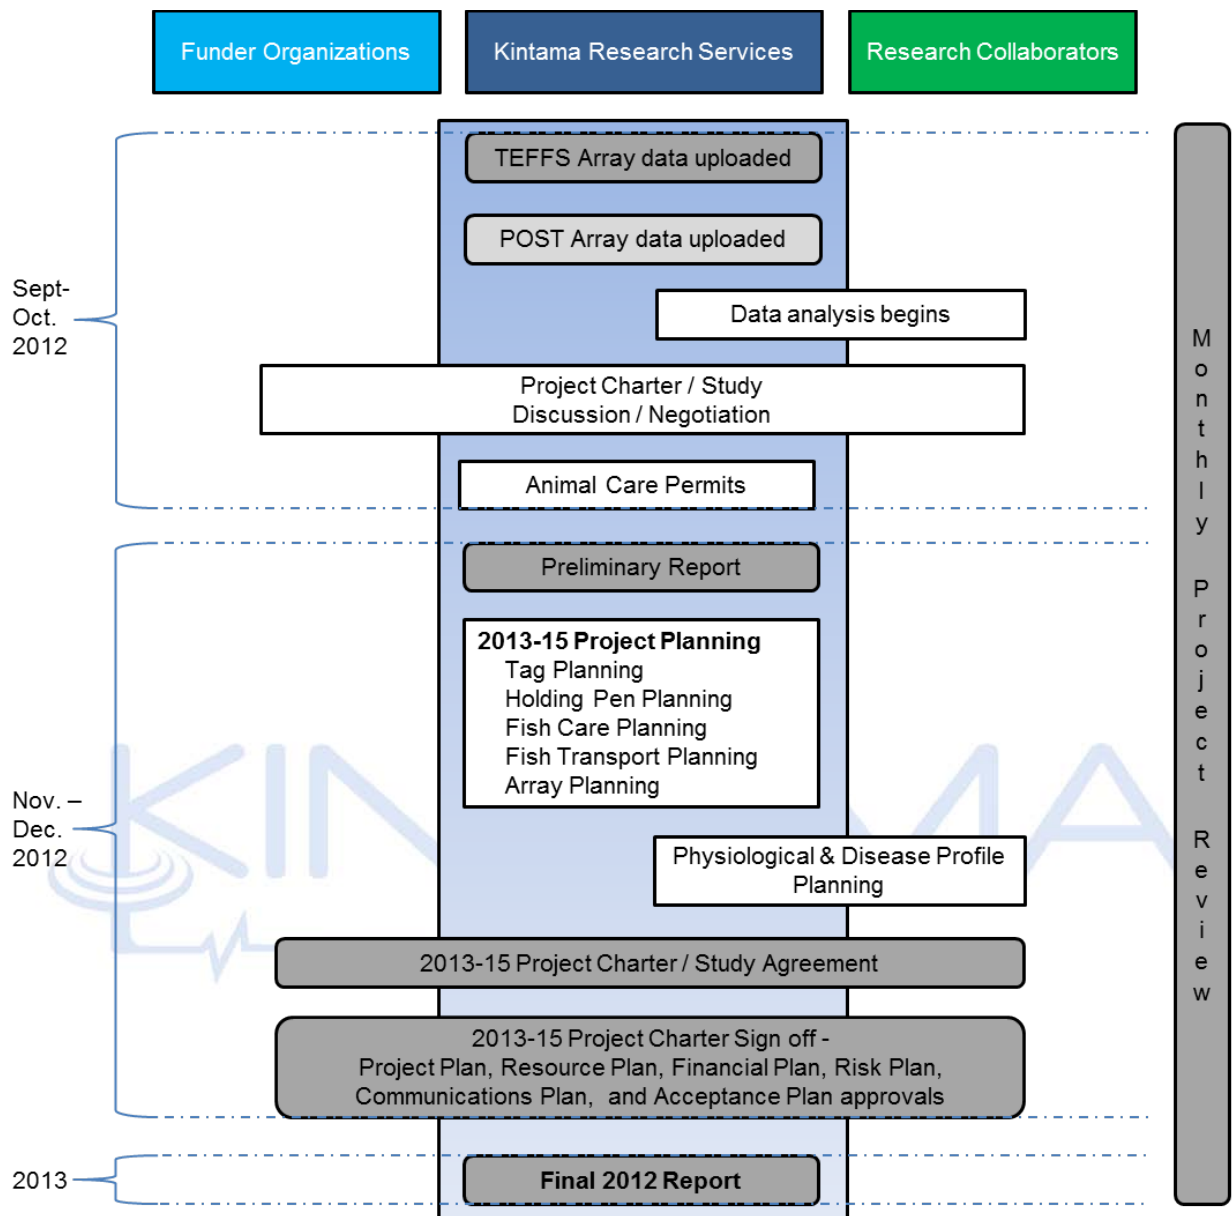 Funder Organizations
Kintama Research Services
Research Collaborators
TEFFS Array data uploaded
POST Array data uploaded
Sept-
Oct.
2012
Data analysis begins
Project Charter / Study
Discussion / Negotiation
Animal Care Permits
Preliminary Report
2013-15 Project Planning
Tag Planning
Holding Pen Planning
Fish Care Planning
Fish Transport Planning
Array Planning
Nov. –
Dec.
2012
Physiological & Disease Profile
Planning
2013-15 Project Charter / Study Agreement
2013-15 Project Charter Sign off -
Project Plan, Resource Plan, Financial Plan, Risk Plan,
Communications Plan,  and Acceptance Plan approvals
2013
Final 2012 Report
Monthly Project Review
KIN MA